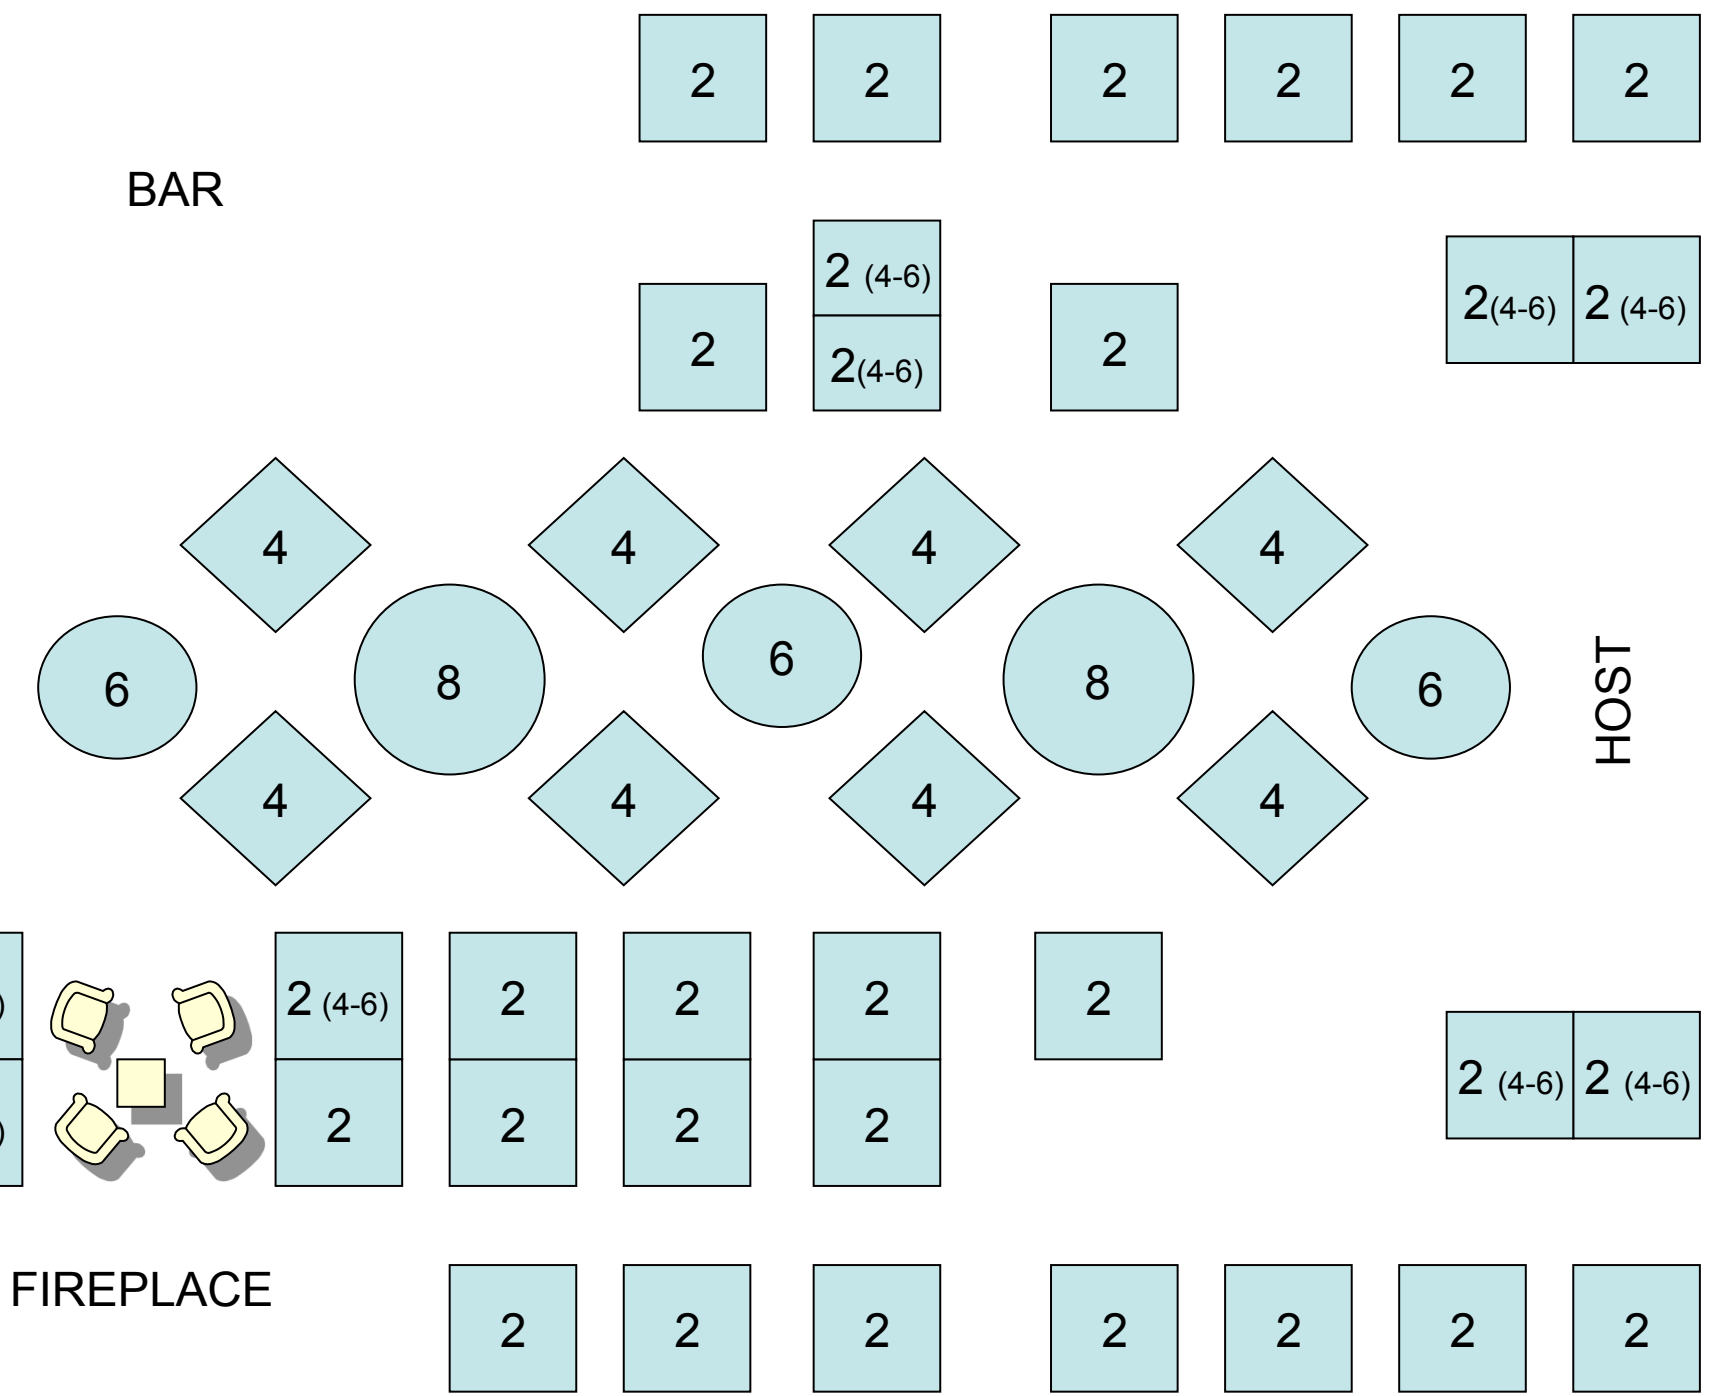 2 2 2 2 2 2
BAR
2 (4-6)
2 2(4-6) 2 2(4-6) 2 (4-6)
4 4 4 4
6 8 6 8 6
HOST
4 4 4 4
2 (4-6) 2 2 2 2
2 (4-6) 2 (4-6)
2 2 2 2
FIREPLACE
2 2 2 2 2 2 2